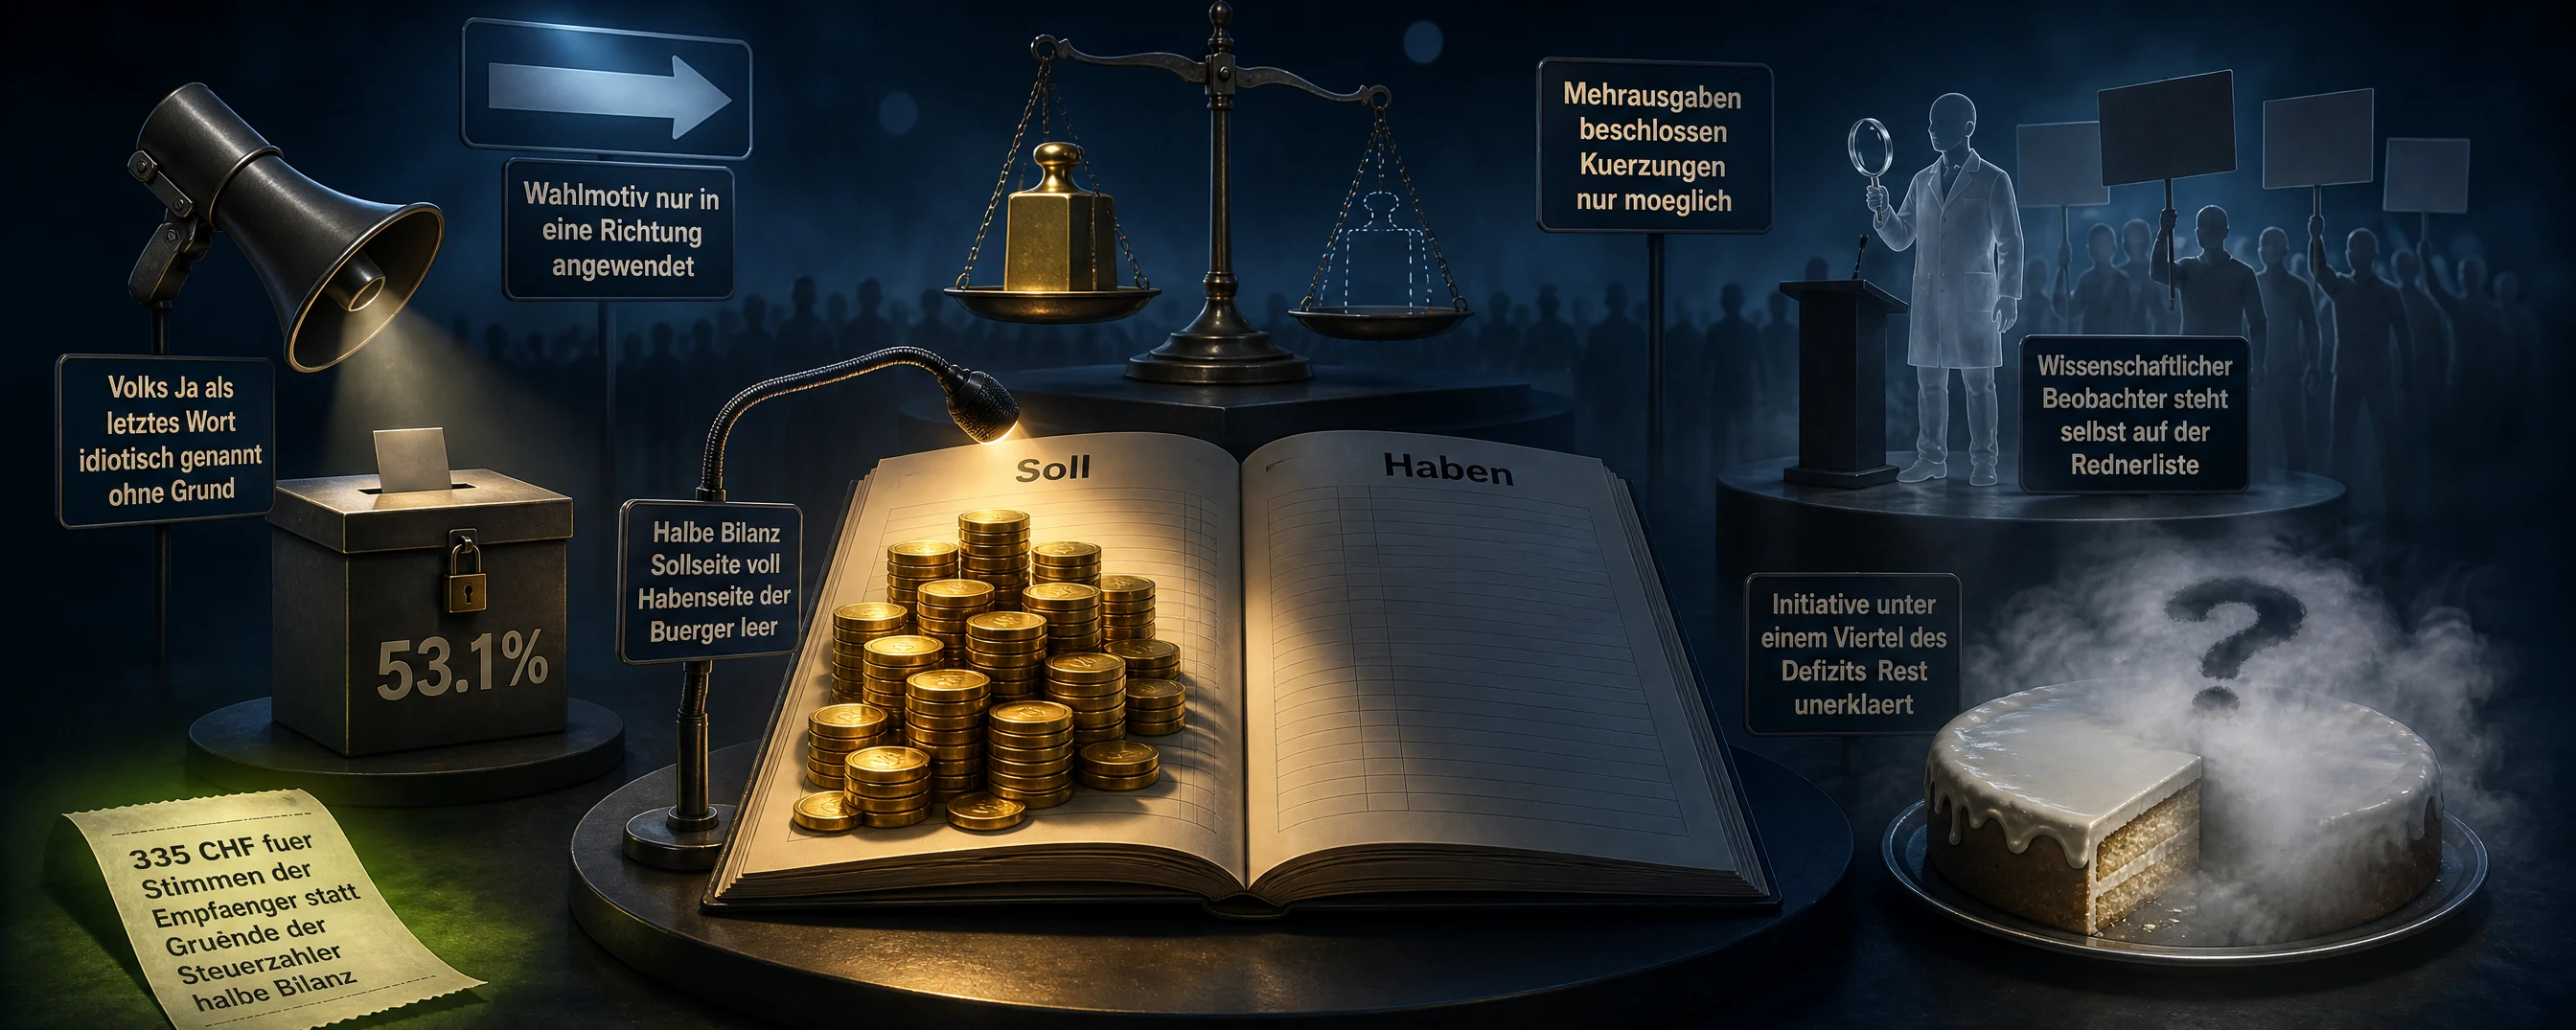 Volks Ja als
letztes Wort
idiotisch genannt
ohne Grund
Wahlmotiv nur in
eine Richtung
angewendet
Mehrausgaben
beschlossen
Kuerzungen
nur moeglich
Wissenschaftlicher
Beobachter steht
selbst auf der
Rednerliste
53.1%
Halbe Bilanz
Sollseite voll
Habenseite der
Buerger leer
Soll
Haben
Initiative unter
einem Viertel des
Defizits Rest
unerklaert
335 CHF fuer
Stimmen der
Empfaenger statt
Gruènde der
Steuerzahler
halbe Bilanz